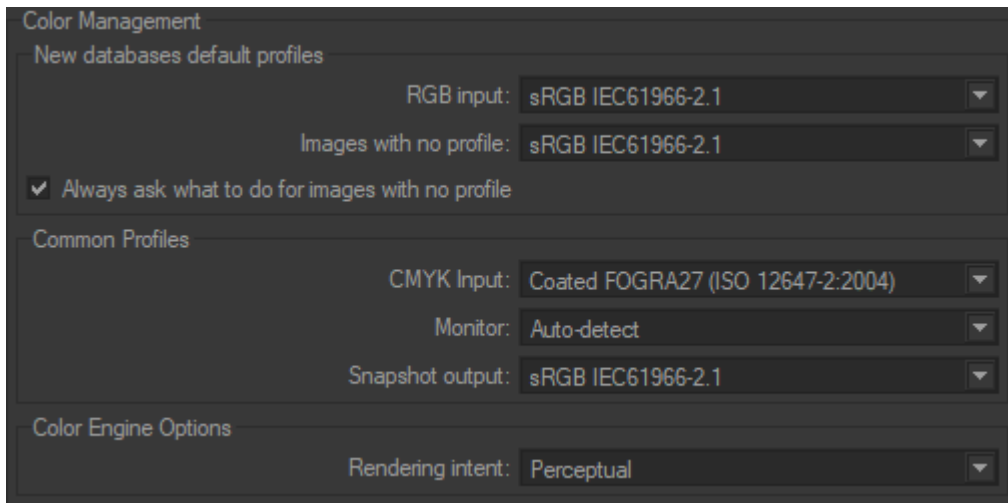 Color Management
New databases default profiles
RGB input: sRGB IEC61966-2.1
Images with no profile: sRGB IEC61966-2.1
Always ask what to do for images with no profile
Common Profiles
CMYK Input: Coated FOGRA27 (ISO 12647-2:2004)
Monitor: Auto-detect
Snapshot output: sRGB IEC61966-2.1
Color Engine Options
Rendering intent: Perceptual